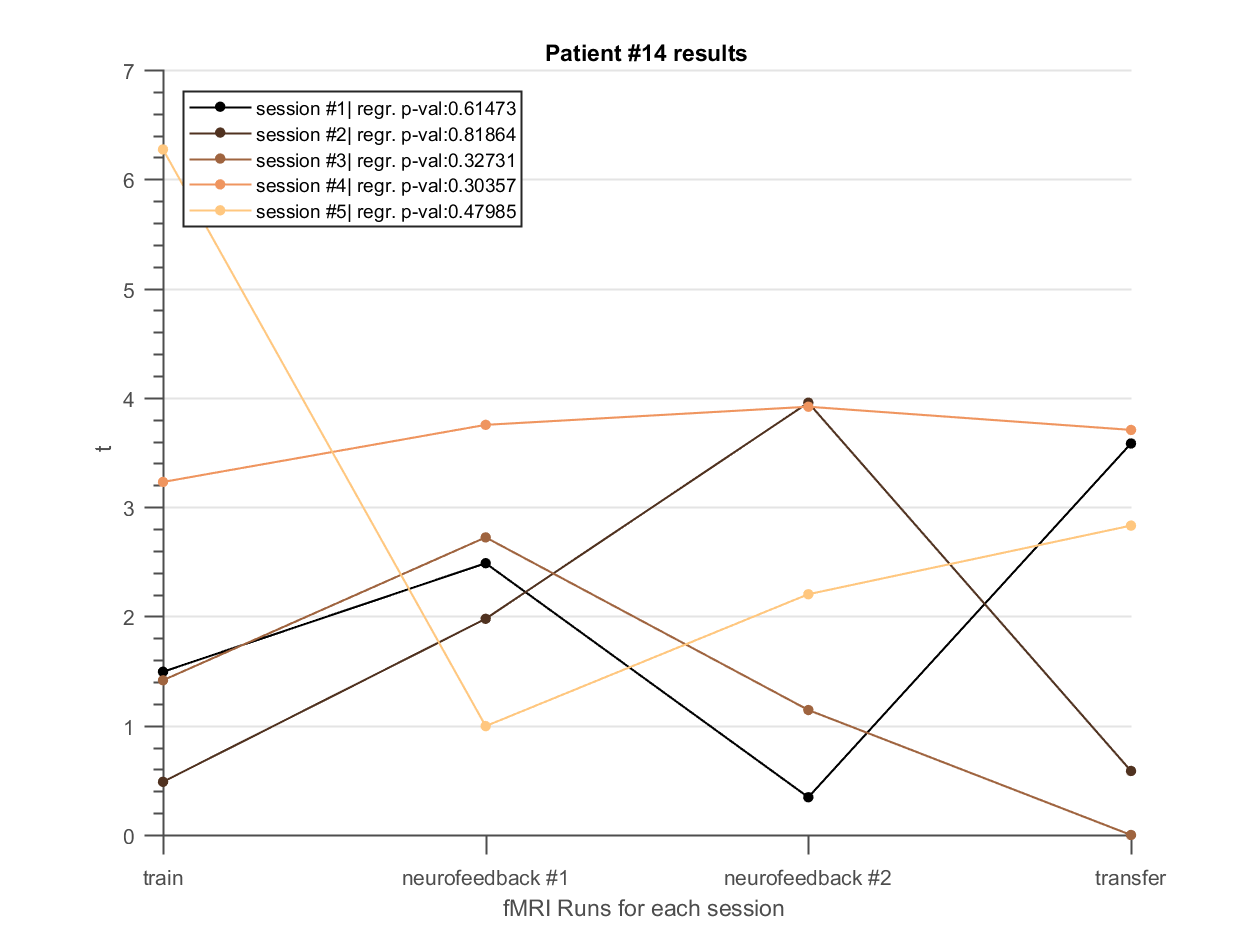 Patient #14 results
7
6
5
4
3
2
1
0
t
session #1| regr. p-val:0.61473
session #2| regr. p-val:0.81864
session #3| regr. p-val:0.32731
session #4| regr. p-val:0.30357
session #5| regr. p-val:0.47985
train
neurofeedback #1
neurofeedback #2
transfer
fMRI Runs for each session